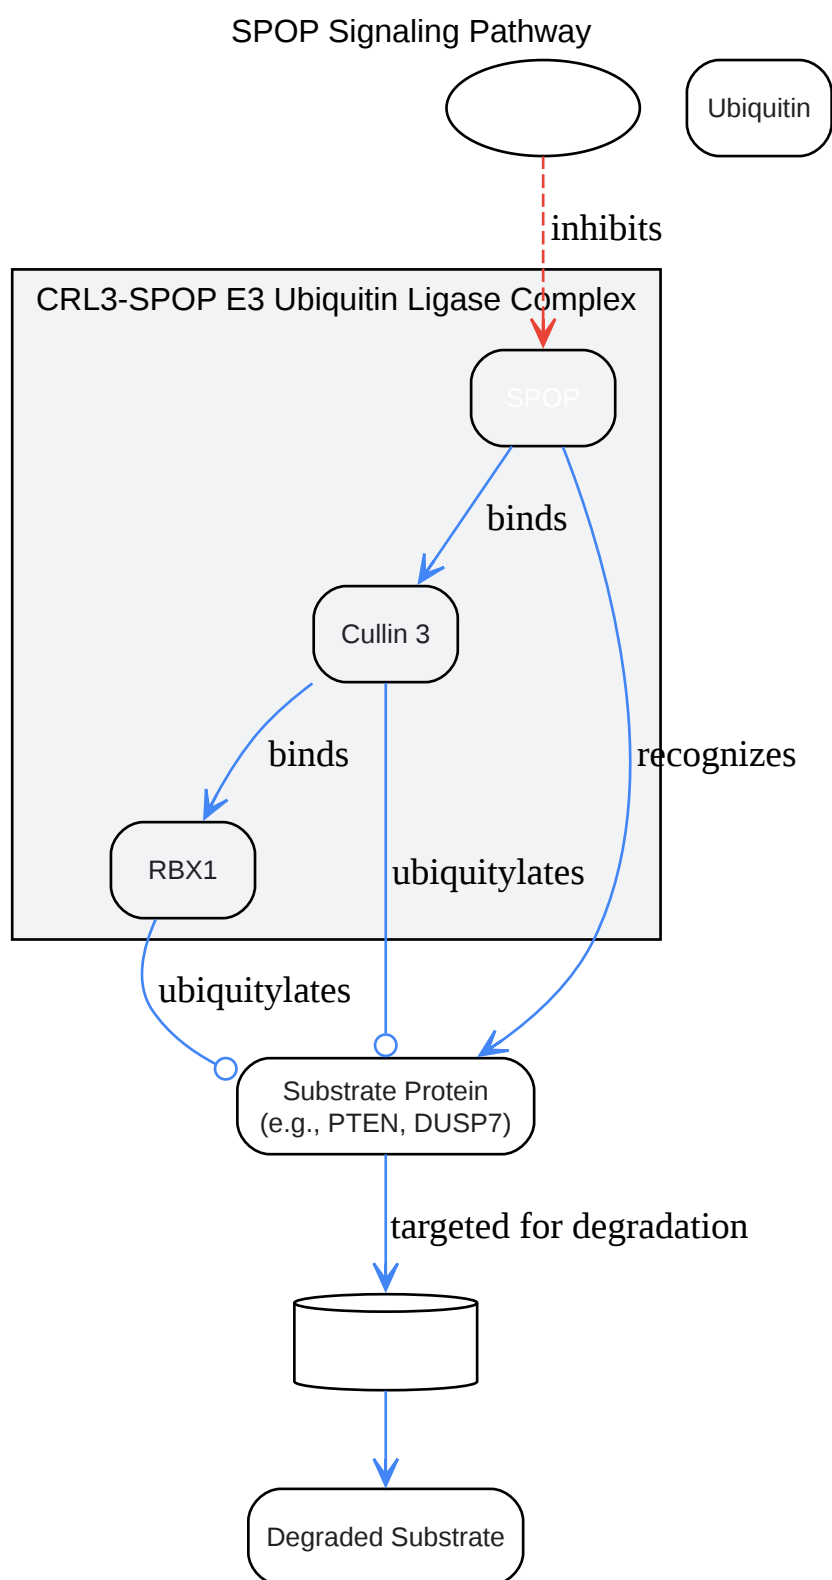 SPOP Signaling Pathway
Ubiquitin
inhibits
CRL3-SPOP E3 Ubiquitin Ligase Complex
SPOP
binds
Cullin 3
binds
recognizes
RBX1
ubiquitylates
ubiquitylates
Substrate Protein
(e.g., PTEN, DUSP7)
targeted for degradation
Degraded Substrate